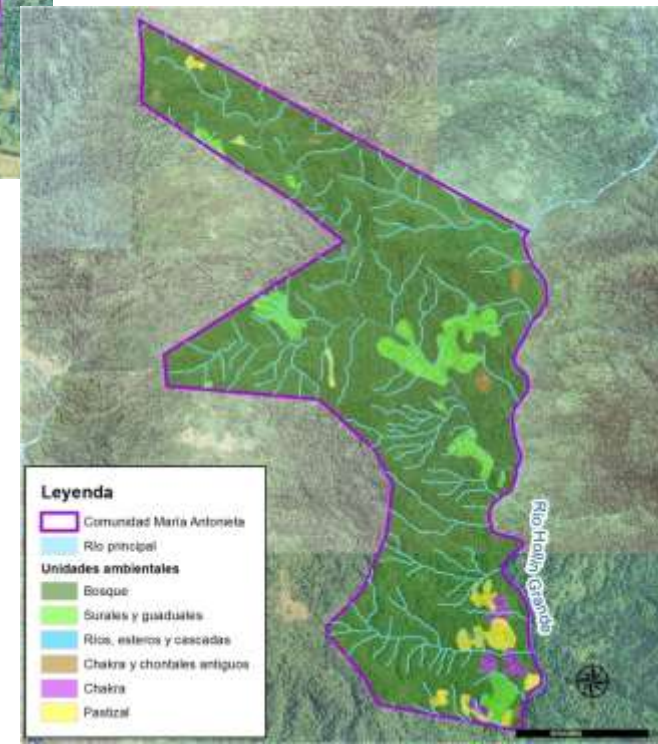 Río Hollín Grande
Leyenda
Comunidad María Antonieta
Río principal
Unidades ambientales
Bosque
Surales y guaduales
Ríos, esteros y cascadas
Chakra y chontales antiguos
Chakra
Pastizal